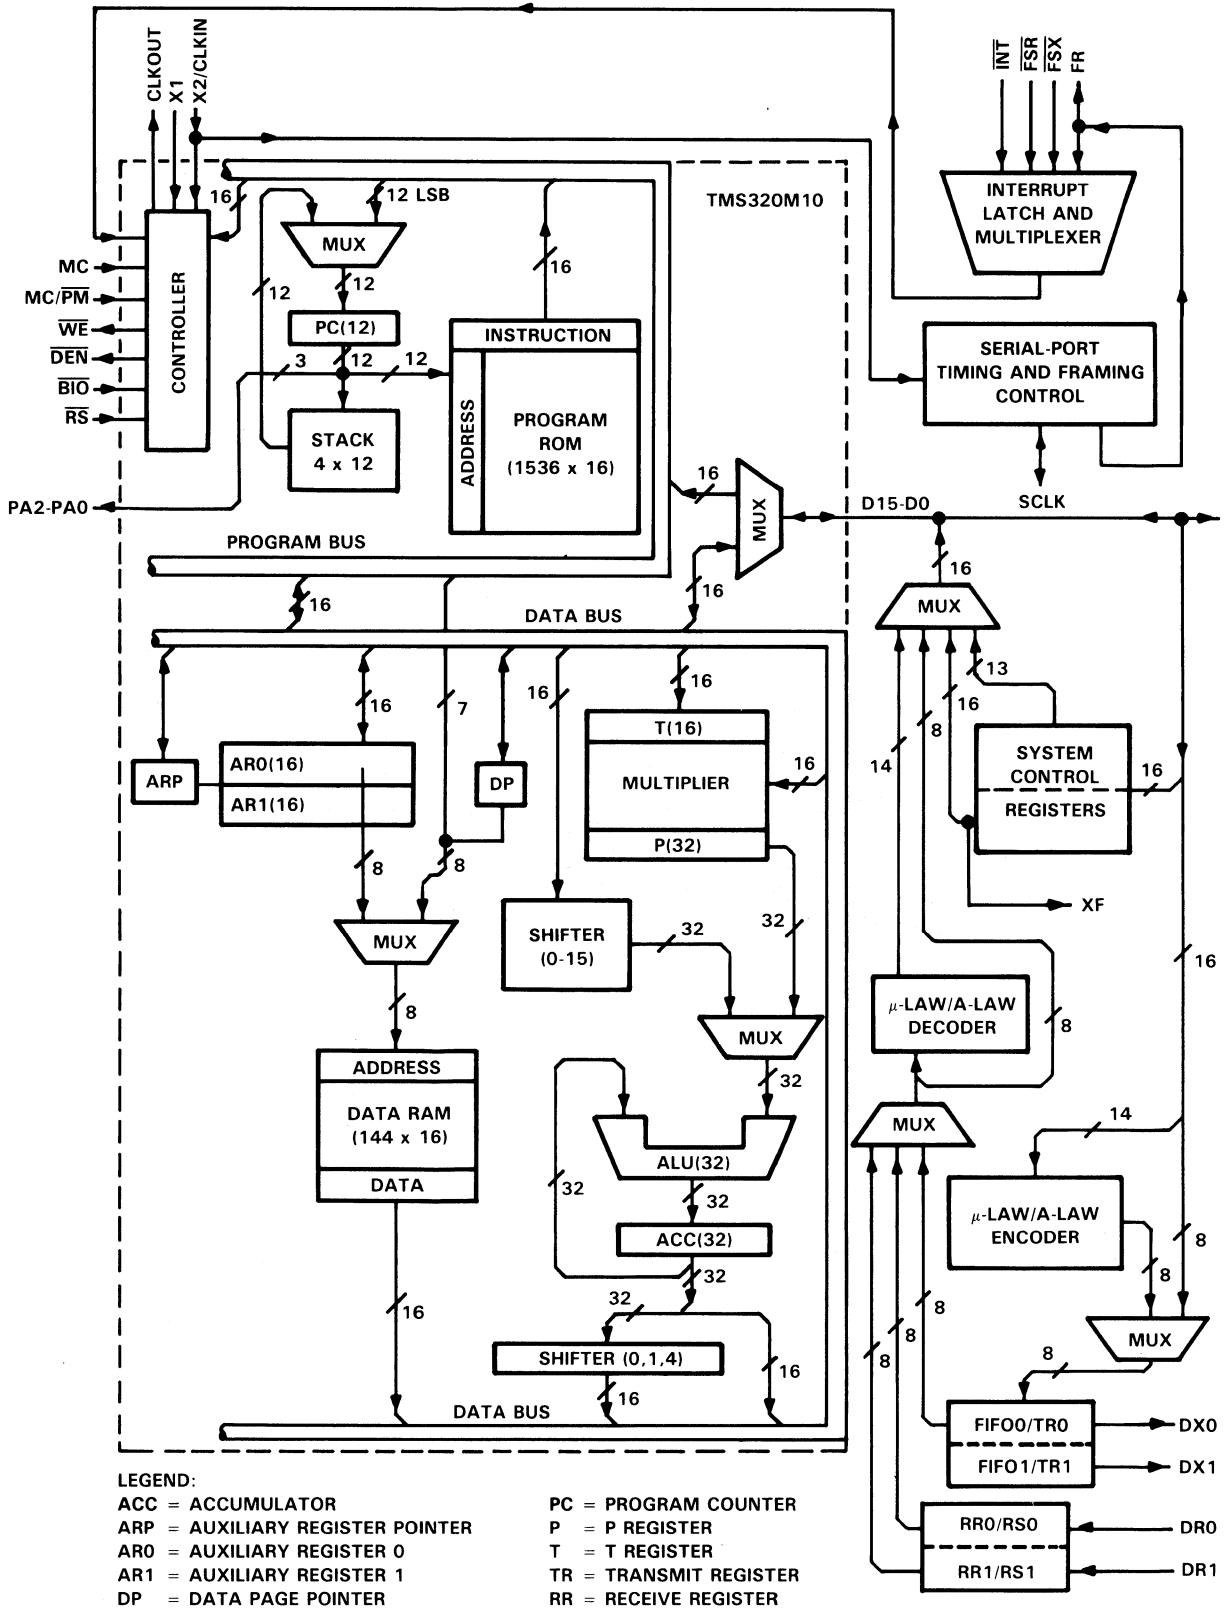 CLKOUT
X1
X2/CLKIN
INT
FSR
FSX
FR
16
12 LSB
TMS320M10
INTERRUPT
LATCH AND
MULTIPLEXER
MUX
MC
MC/PM
WE
DEN
BIO
RS
CONTROLLER
12
12
16
PC(12)
INSTRUCTION
3
12
12
SERIAL-PORT
TIMING AND FRAMING
CONTROL
STACK
4 x 12
ADDRESS
PROGRAM
ROM
(1536 x 16)
16
MUX
SCLK
PA2-PA0
D15-D0
PROGRAM BUS
16
16
16
MUX
DATA BUS
13
16
16
7
16
16
8
14
T(16)
MULTIPLIER
P(32)
16
SYSTEM
CONTROL
REGISTERS
16
ARP
AR0(16)
AR1(16)
DP
8
8
XF
MUX
SHIFTER
(0-15)
32
32
16
8
μ-LAW/A-LAW
DECODER
8
MUX
32
ADDRESS
DATA RAM
(144 x 16)
DATA
MUX
14
ALU(32)
32
32
μ-LAW/A-LAW
ENCODER
ACC(32)
8
8
32
16
32
8
8
8
MUX
SHIFTER (0,1,4)
16
16
8
DATA BUS
FIFO0/TR0
DX0
FIFO1/TR1
DX1
RR0/RS0
DR0
RR1/RS1
DR1
LEGEND:
ACC = ACCUMULATOR
ARP = AUXILIARY REGISTER POINTER
AR0 = AUXILIARY REGISTER 0
AR1 = AUXILIARY REGISTER 1
DP = DATA PAGE POINTER
PC = PROGRAM COUNTER
P = P REGISTER
T = T REGISTER
TR = TRANSMIT REGISTER
RR = RECEIVE REGISTER